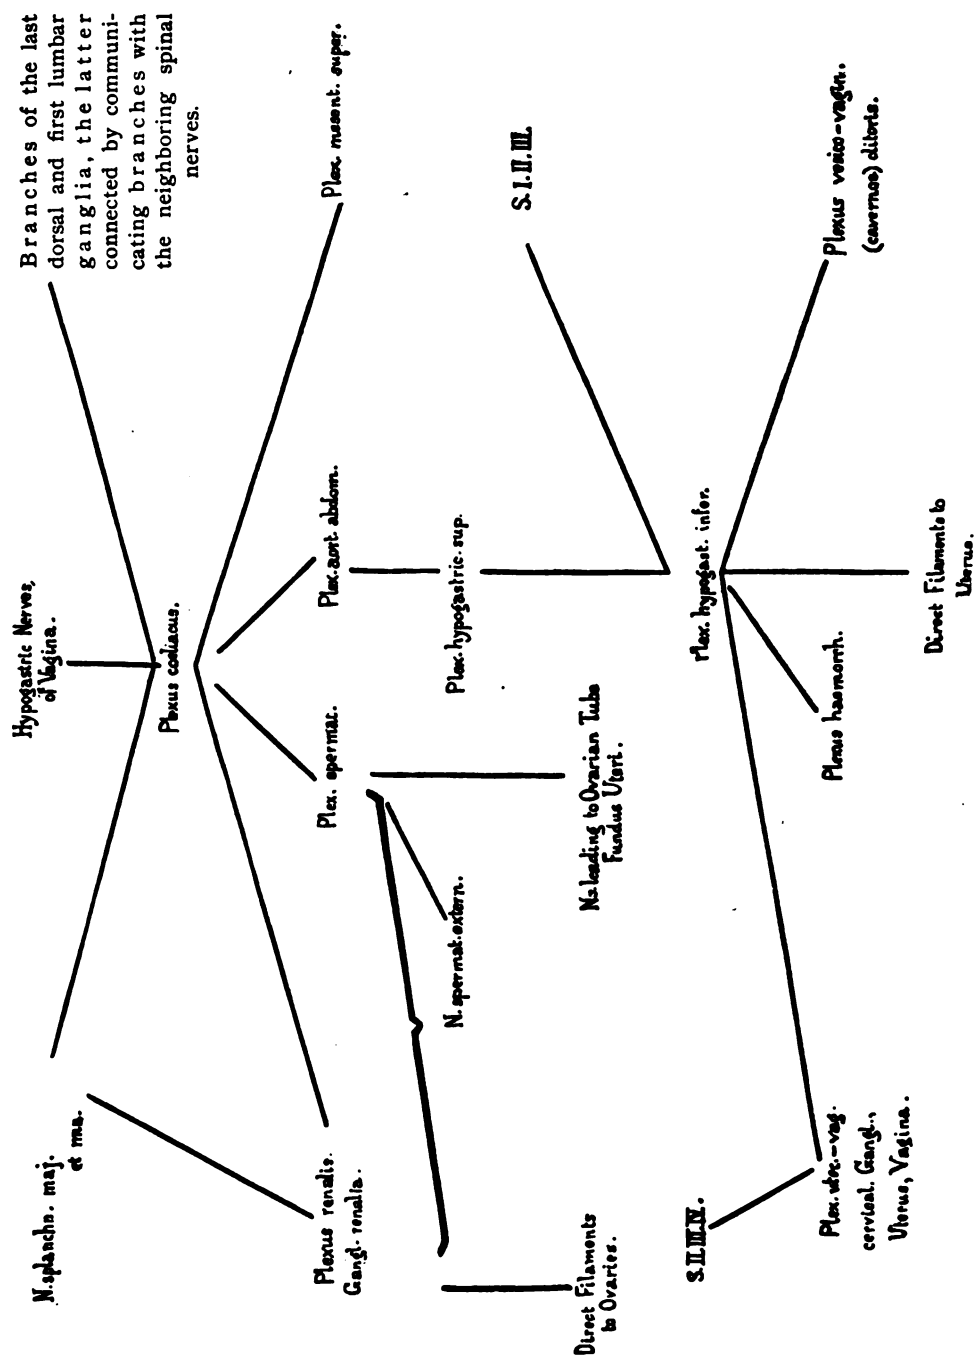 N. splanchn. maj.
et ma.
Hypogastric Nerves,
of Vagina.
Branches of the last
dorsal and first lumbar
ganglia, the latter
connected by communi-
cating branches with
the neighboring spinal
nerves.
Plexus coeliacus.
Plexus renalis.
Gangl. renalia.
Plex. spermat.
Plex. aort. abdom.
Plex. mesent. super.
N. spermat. extern.
Plex. hypogastric. sup.
S. I. II. III.
Direct Filaments
to Ovaries.
leading to Ovarian Tube
Fundus Uteri.
S. II. III. IV.
Plex. hypogast. infer.
Plex. uter.-vag.
cervical. Gangl.,
Uterus, Vagina.
Plexus haemorrh.
Plexus vesico-vagin.
(cavernos) clitoris.
Direct Filaments to
Uterus.